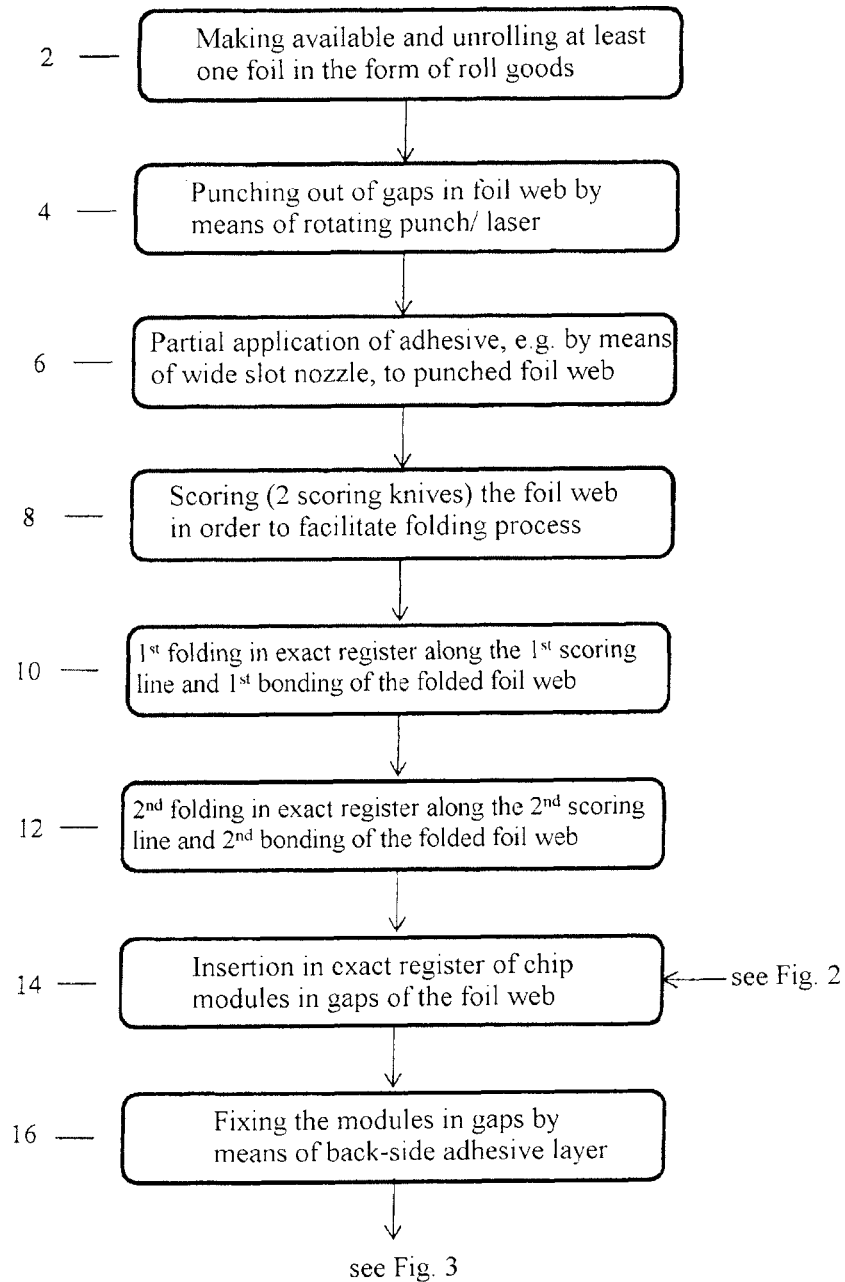 2
Making available and unrolling at least
one foil in the form of roll goods
4
Punching out of gaps in foil web by
means of rotating punch/ laser
6
Partial application of adhesive, e.g. by means
of wide slot nozzle, to punched foil web
8
Scoring (2 scoring knives) the foil web
in order to facilitate folding process
10
1st folding in exact register along the 1st scoring
line and 1st bonding of the folded foil web
12
2nd folding in exact register along the 2nd scoring
line and 2nd bonding of the folded foil web
14
Insertion in exact register of chip
modules in gaps of the foil web
see Fig. 2
16
Fixing the modules in gaps by
means of back-side adhesive layer
see Fig. 3